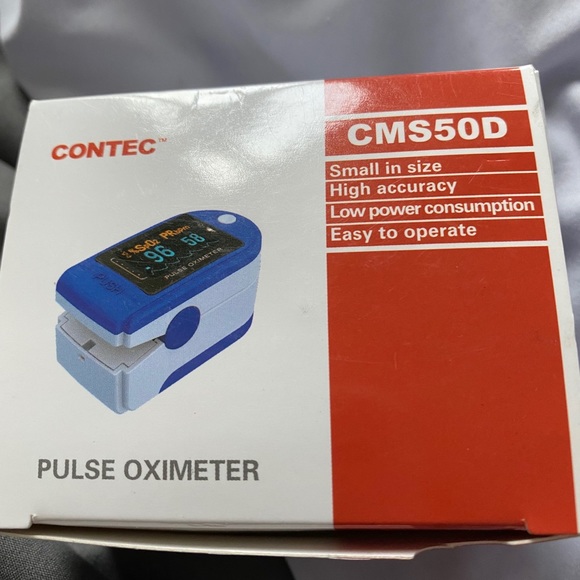 CONTEC™
CMS50D
Small in size
High accuracy
Low power consumption
Easy to operate
%SpO2 PRbpm
96 58
PULSE OXIMETER
PULSE OXIMETER